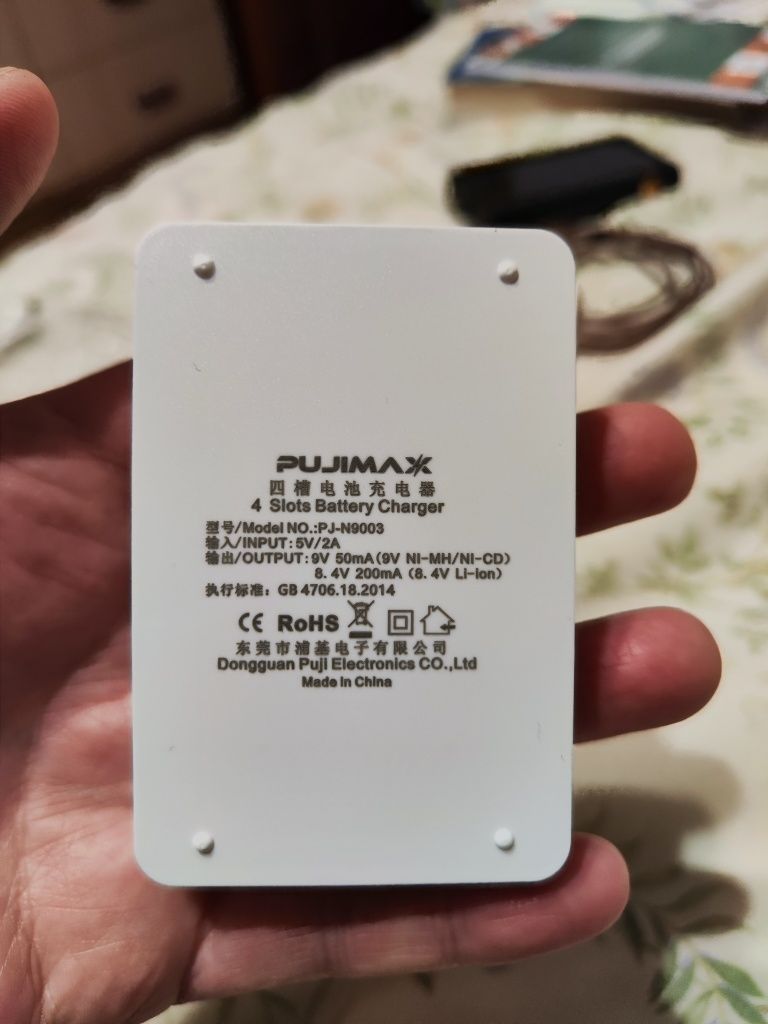 PUJIMAX
四槽电池充电器
4 Slots Battery Charger
型号/Model NO.:PJ-N9003
输入/INPUT:5V/2A
输出/OUTPUT:9V 50mA(9V NI-MH/NI-CD)
8.4V 200mA (8.4V Li-ion)
执行标准: GB 4706.18.2014
CE RoHS
东莞市浦基电子有限公司
Dongguan Puji Electronics CO.,Ltd
Made in China